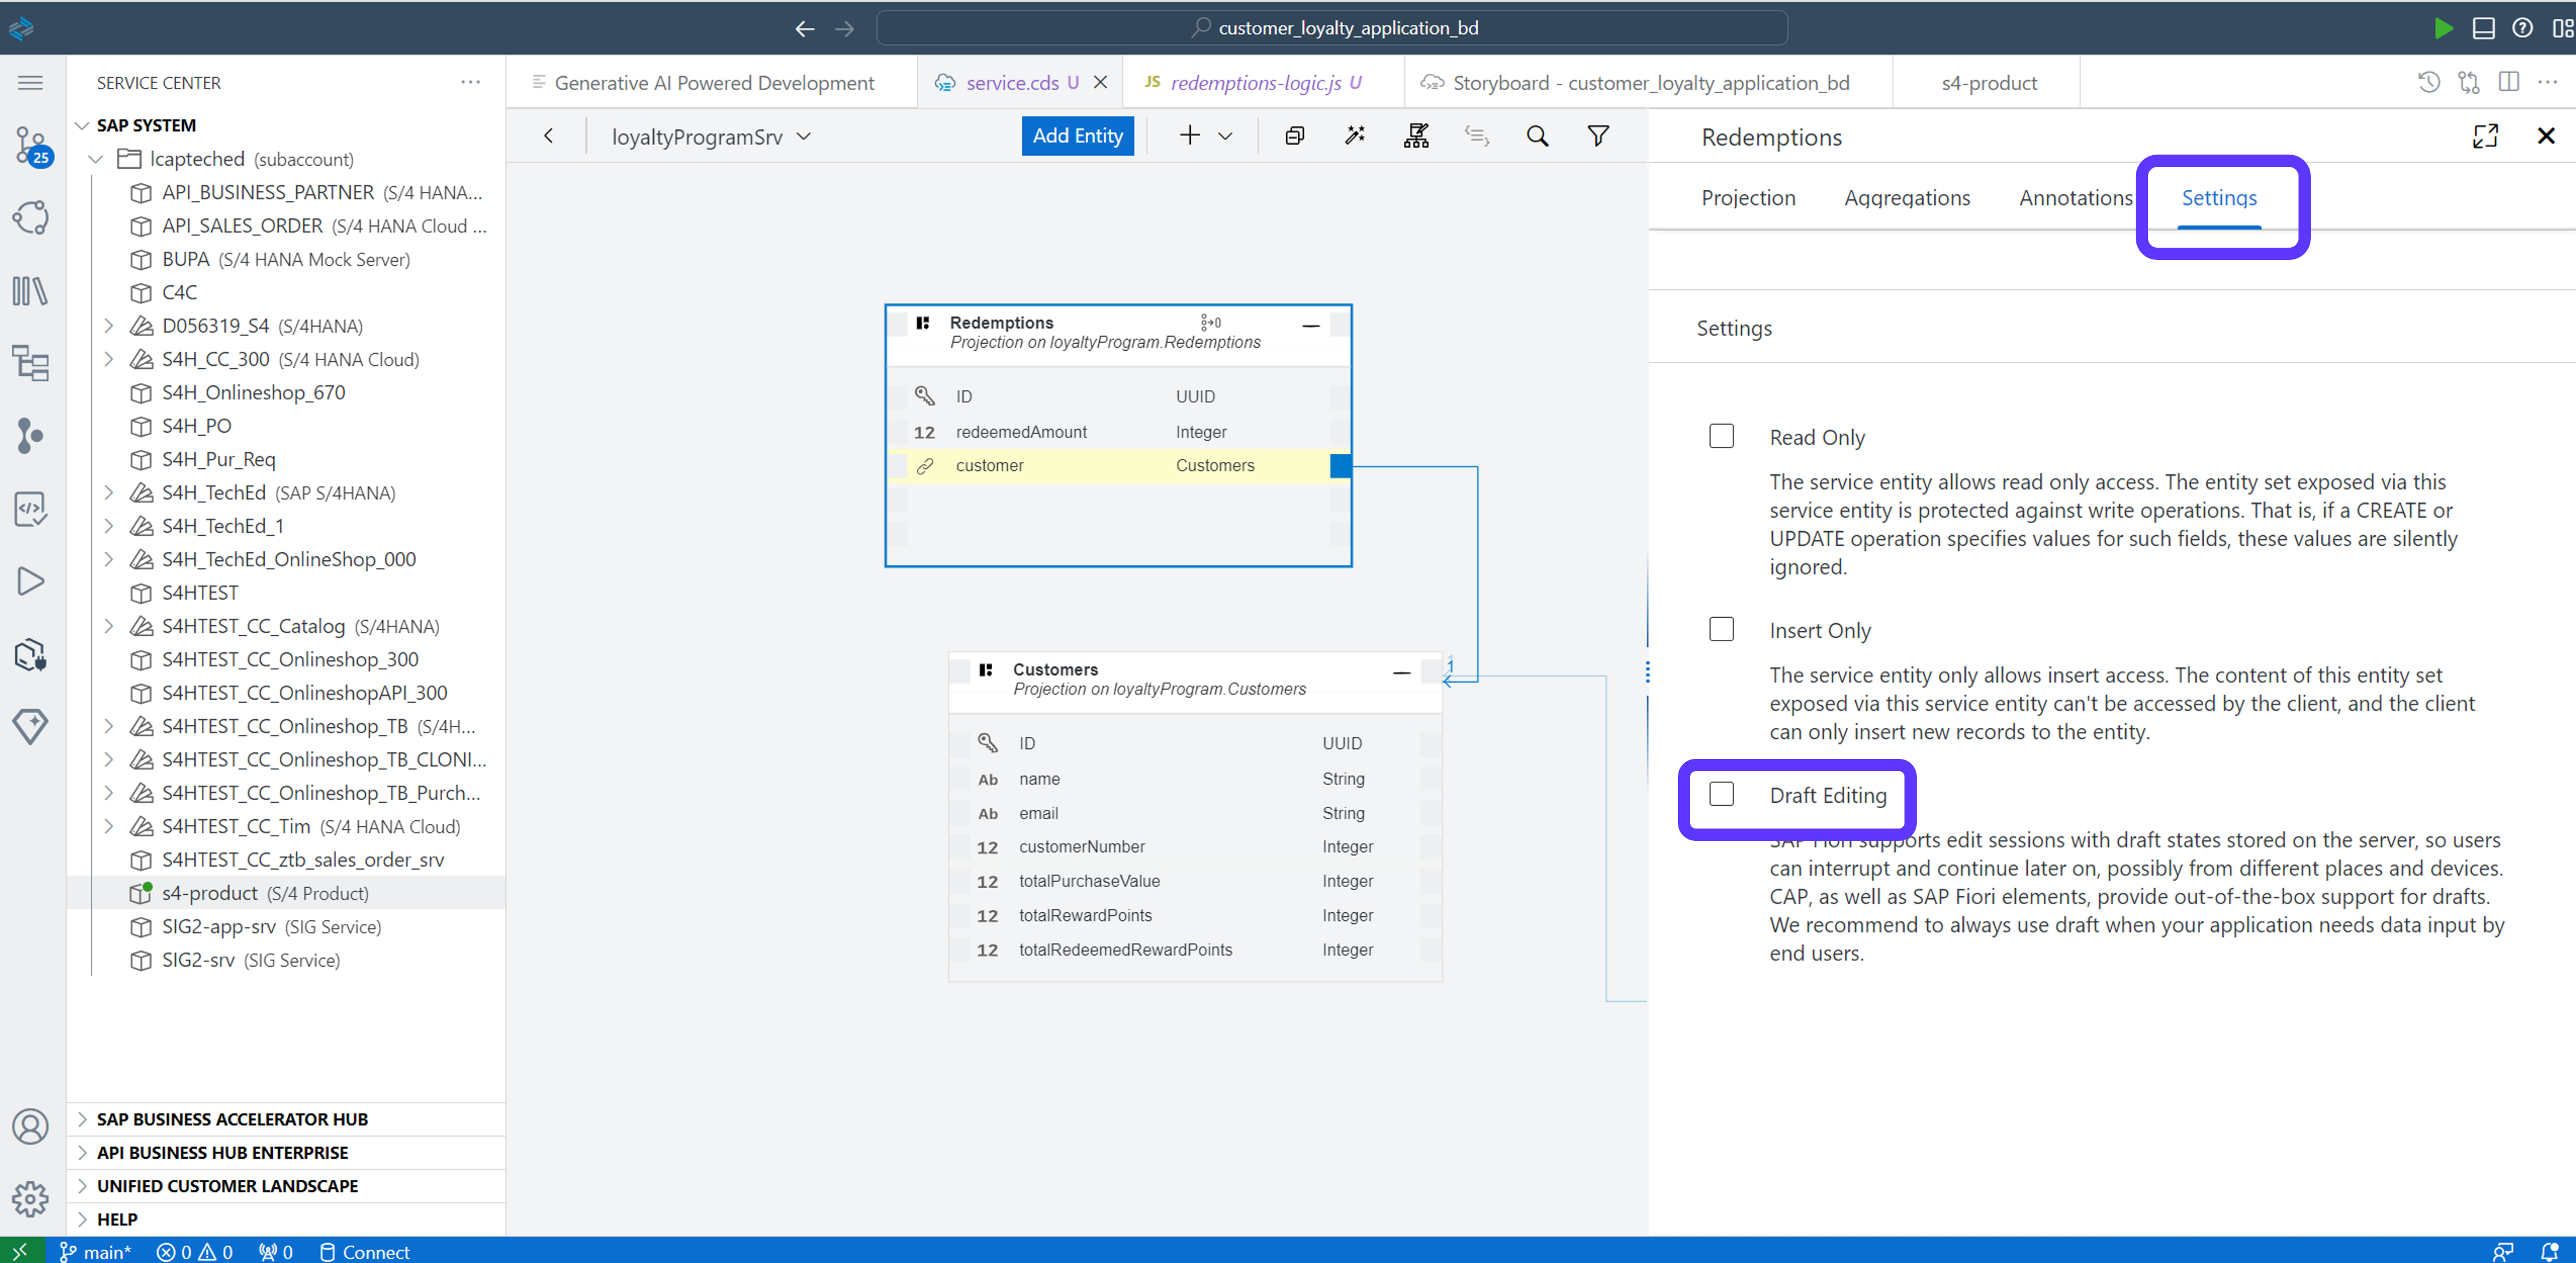 customer_loyalty_application_bd
SERVICE CENTER
Generative AI Powered Development
service.cds U
JS redemptions-logic.js U
Storyboard - customer_loyalty_application_bd
s4-product
SAP SYSTEM
lcapteched (subaccount)
API_BUSINESS_PARTNER (S/4 HANA...
API_SALES_ORDER (S/4 HANA Cloud ...
BUPA (S/4 HANA Mock Server)
C4C
D056319_S4 (S/4HANA)
S4H_CC_300 (S/4 HANA Cloud)
S4H_Onlineshop_670
S4H_PO
S4H_Pur_Req
S4H_TechEd (SAP S/4HANA)
S4H_TechEd_1
S4H_TechEd_OnlineShop_000
S4HTEST
S4HTEST_CC_Catalog (S/4HANA)
S4HTEST_CC_Onlineshop_300
S4HTEST_CC_OnlineshopAPI_300
S4HTEST_CC_Onlineshop_TB (S/4H...
S4HTEST_CC_Onlineshop_TB_CLONI...
S4HTEST_CC_Onlineshop_TB_Purch...
S4HTEST_CC_Tim (S/4 HANA Cloud)
S4HTEST_CC_ztb_sales_order_srv
s4-product (S/4 Product)
SIG2-app-srv (SIG Service)
SIG2-srv (SIG Service)
SAP BUSINESS ACCELERATOR HUB
API BUSINESS HUB ENTERPRISE
UNIFIED CUSTOMER LANDSCAPE
HELP
25
loyaltyProgramSrv
Add Entity
Redemptions
0
Projection on loyaltyProgram.Redemptions
ID UUID
12 redeemedAmount Integer
customer Customers
1
Customers
Projection on loyaltyProgram.Customers
ID UUID
Ab name String
Ab email String
12 customerNumber Integer
12 totalPurchaseValue Integer
12 totalRewardPoints Integer
12 totalRedeemedRewardPoints Integer
Redemptions
Projection
Aggregations
Annotations
Settings
Settings
Read Only
The service entity allows read only access. The entity set exposed via this
service entity is protected against write operations. That is, if a CREATE or
UPDATE operation specifies values for such fields, these values are silently
ignored.
Insert Only
The service entity only allows insert access. The content of this entity set
exposed via this service entity can't be accessed by the client, and the client
can only insert new records to the entity.
Draft Editing
SAP Fiori supports edit sessions with draft states stored on the server, so users
can interrupt and continue later on, possibly from different places and devices.
CAP, as well as SAP Fiori elements, provide out-of-the-box support for drafts.
We recommend to always use draft when your application needs data input by
end users.
main* 0 0 0 Connect